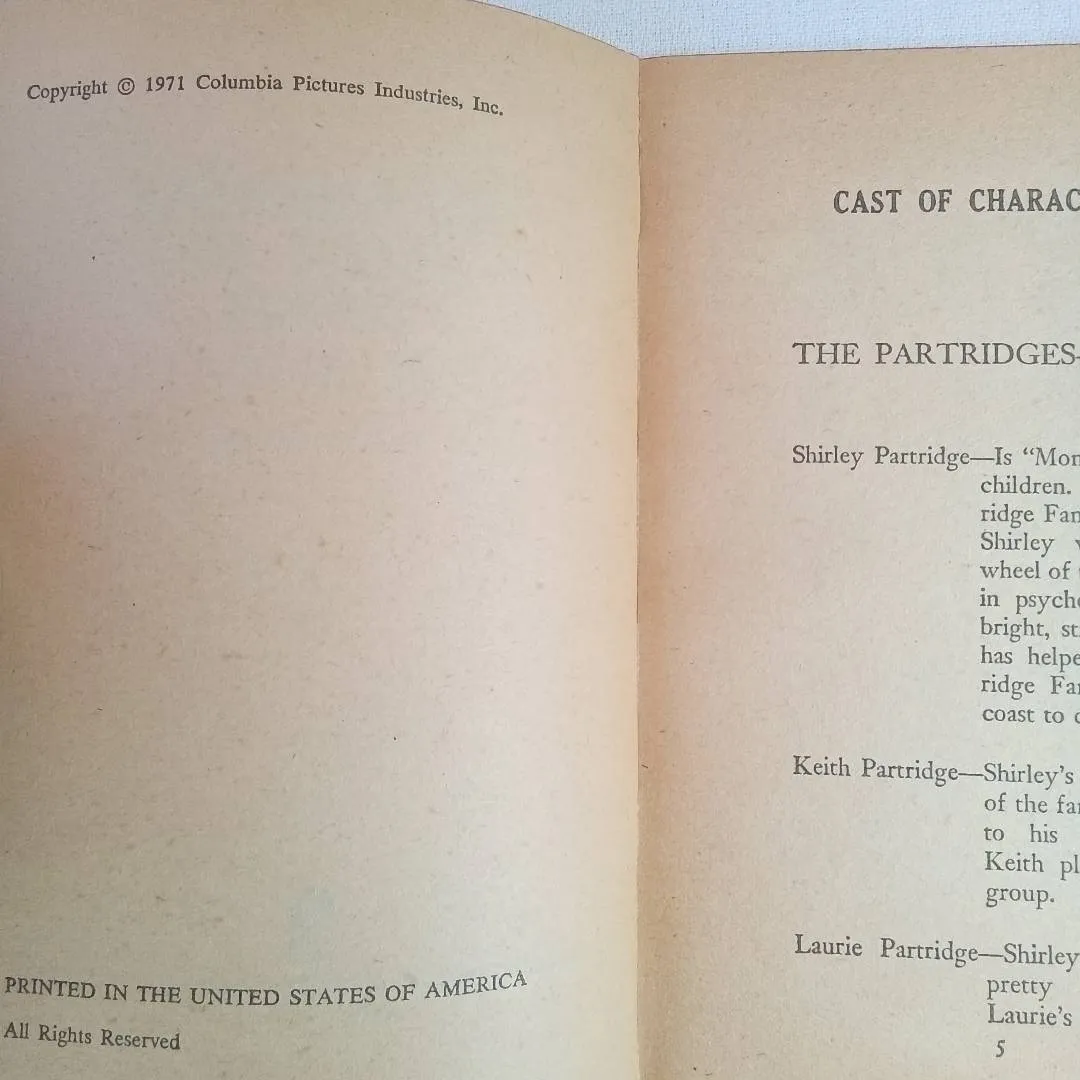 Copyright © 1971 Columbia Pictures Industries, Inc.
PRINTED IN THE UNITED STATES OF AMERICA
All Rights Reserved
CAST OF CHARAC
THE PARTRIDGES—
Shirley Partridge—Is “Mom
children.
ridge Fam
Shirley
wheel of
in psych
bright, st
has helpe
ridge Fa
coast to
Keith Partridge—Shirley's
of the fa
to his
Keith pl
group.
Laurie Partridge—Shirley
pretty
Laurie's
5